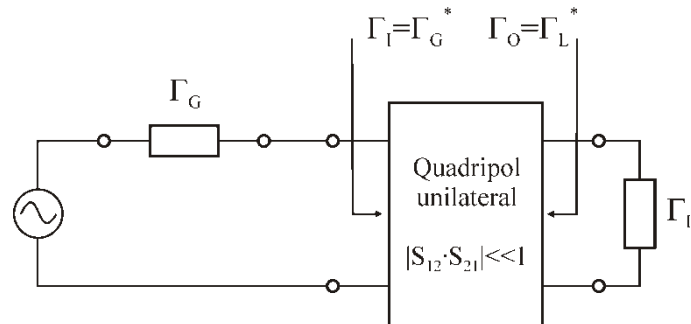 Γ_I=Γ_G^* Γ_O=Γ_L^*
Γ_G
Quadripol
unilateral
|S_12·S_21|<<1